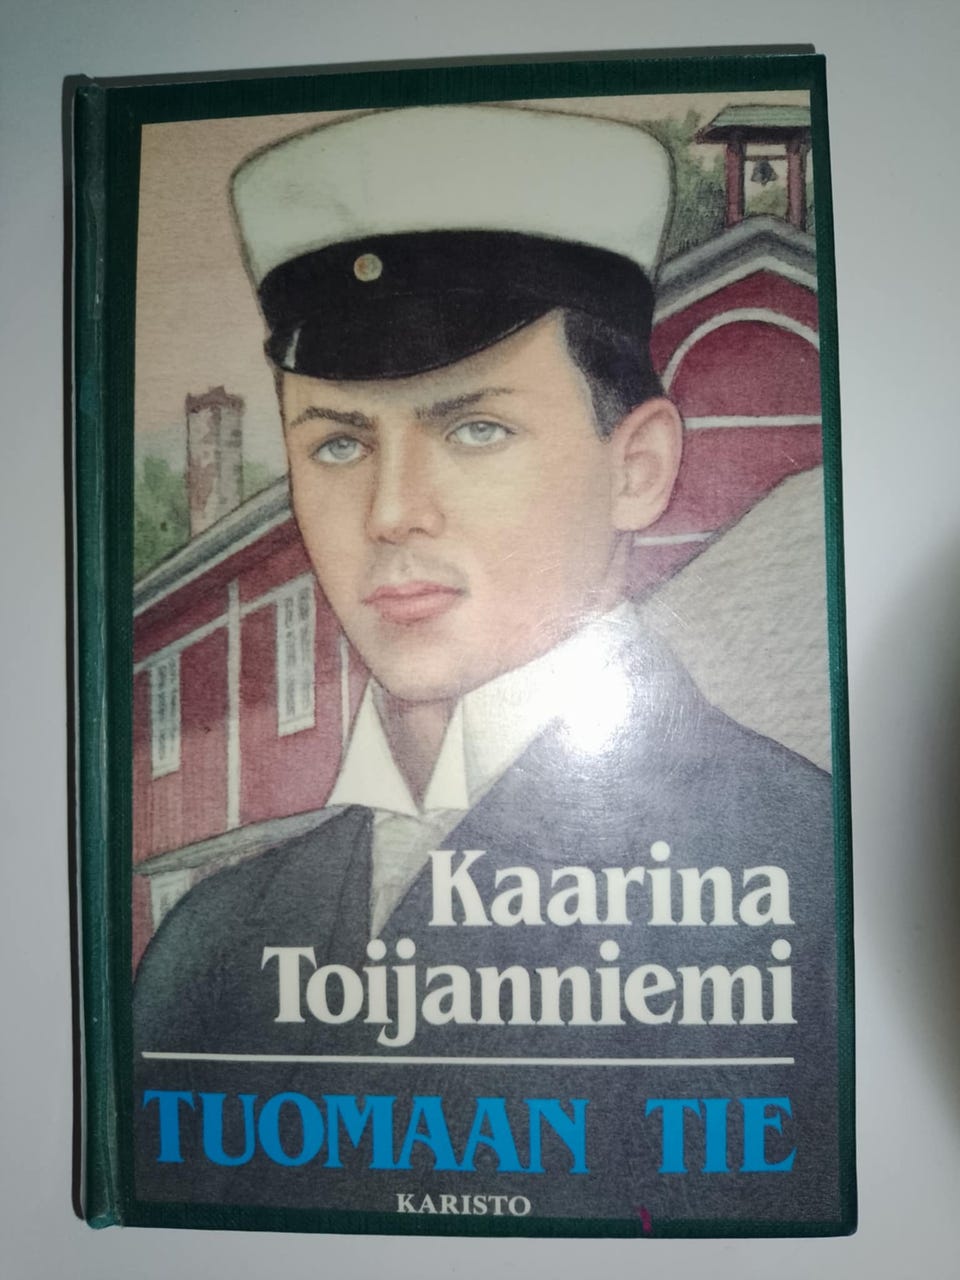 Kaarina
Toijanniemi
TUOMAAN TIE
KARISTO